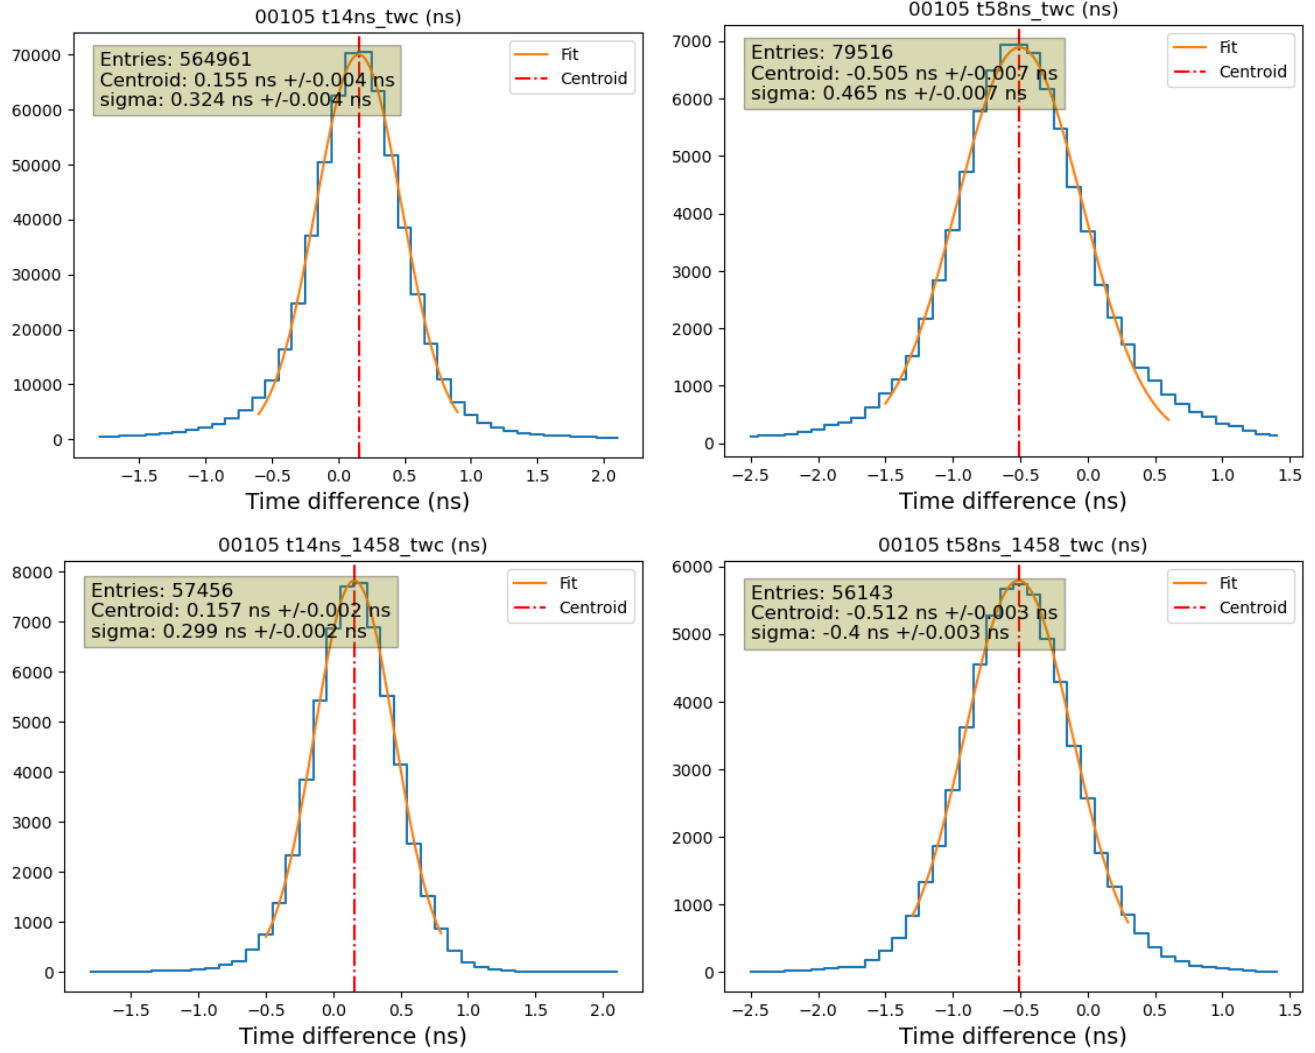 00105 t14ns_twc (ns)
Entries: 564961
Centroid: 0.155 ns +/-0.004 ns
sigma: 0.324 ns +/-0.004 ns
Fit
Centroid
70000
60000
50000
40000
30000
20000
10000
0
−1.5 −1.0 −0.5 0.0 0.5 1.0 1.5 2.0
Time difference (ns)
00105 t58ns_twc (ns)
Entries: 79516
Centroid: -0.505 ns +/-0.007 ns
sigma: 0.465 ns +/-0.007 ns
Fit
Centroid
7000
6000
5000
4000
3000
2000
1000
0
−2.5 −2.0 −1.5 −1.0 −0.5 0.0 0.5 1.0 1.5
Time difference (ns)
00105 t14ns_1458_twc (ns)
Entries: 57456
Centroid: 0.157 ns +/-0.002 ns
sigma: 0.299 ns +/-0.002 ns
Fit
Centroid
8000
7000
6000
5000
4000
3000
2000
1000
0
−1.5 −1.0 −0.5 0.0 0.5 1.0 1.5 2.0
Time difference (ns)
00105 t58ns_1458_twc (ns)
Entries: 56143
Centroid: -0.512 ns +/-0.003 ns
sigma: -0.4 ns +/-0.003 ns
Fit
Centroid
6000
5000
4000
3000
2000
1000
0
−2.5 −2.0 −1.5 −1.0 −0.5 0.0 0.5 1.0 1.5
Time difference (ns)